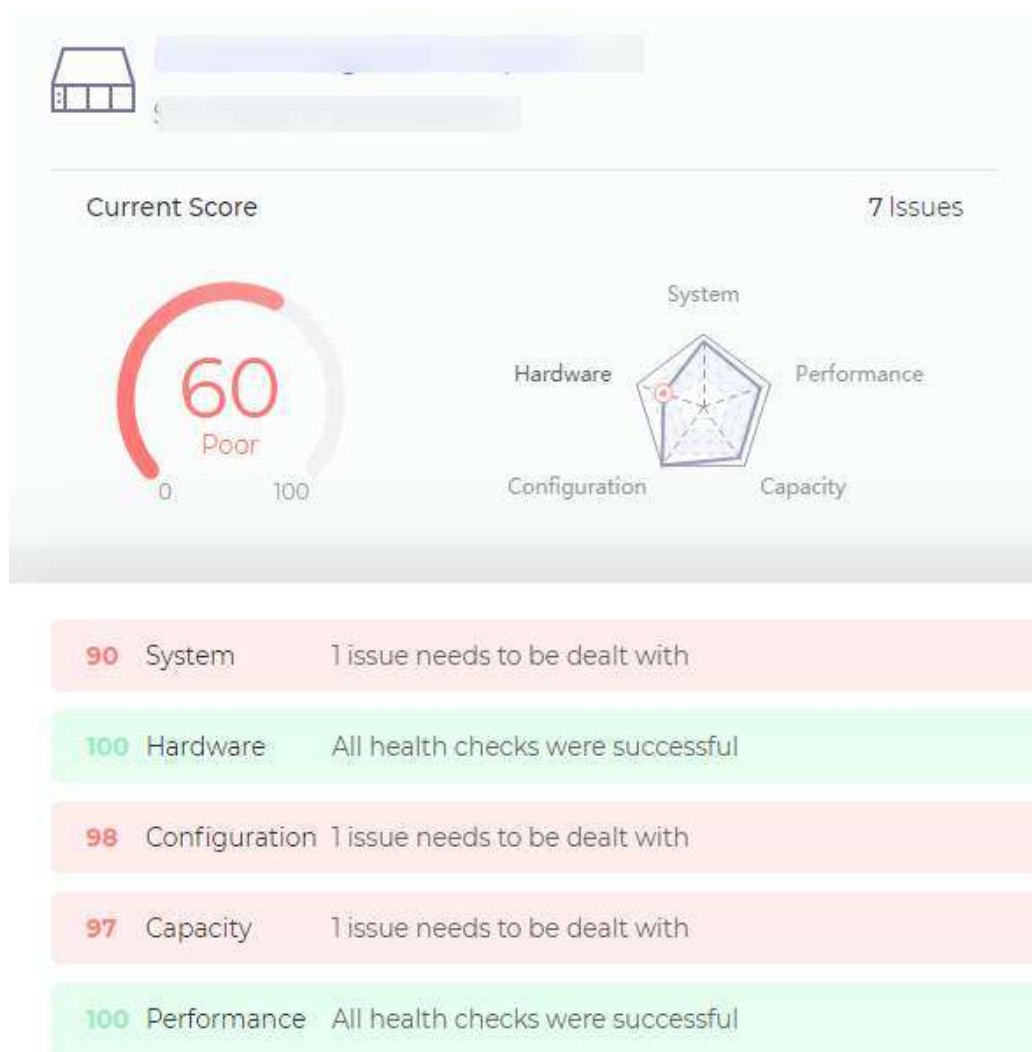 Current Score
7 Issues
System
Hardware
Performance
60
Poor
Configuration
Capacity
0
100
90 System 1 issue needs to be dealt with
100 Hardware All health checks were successful
98 Configuration 1 issue needs to be dealt with
97 Capacity 1 issue needs to be dealt with
100 Performance All health checks were successful